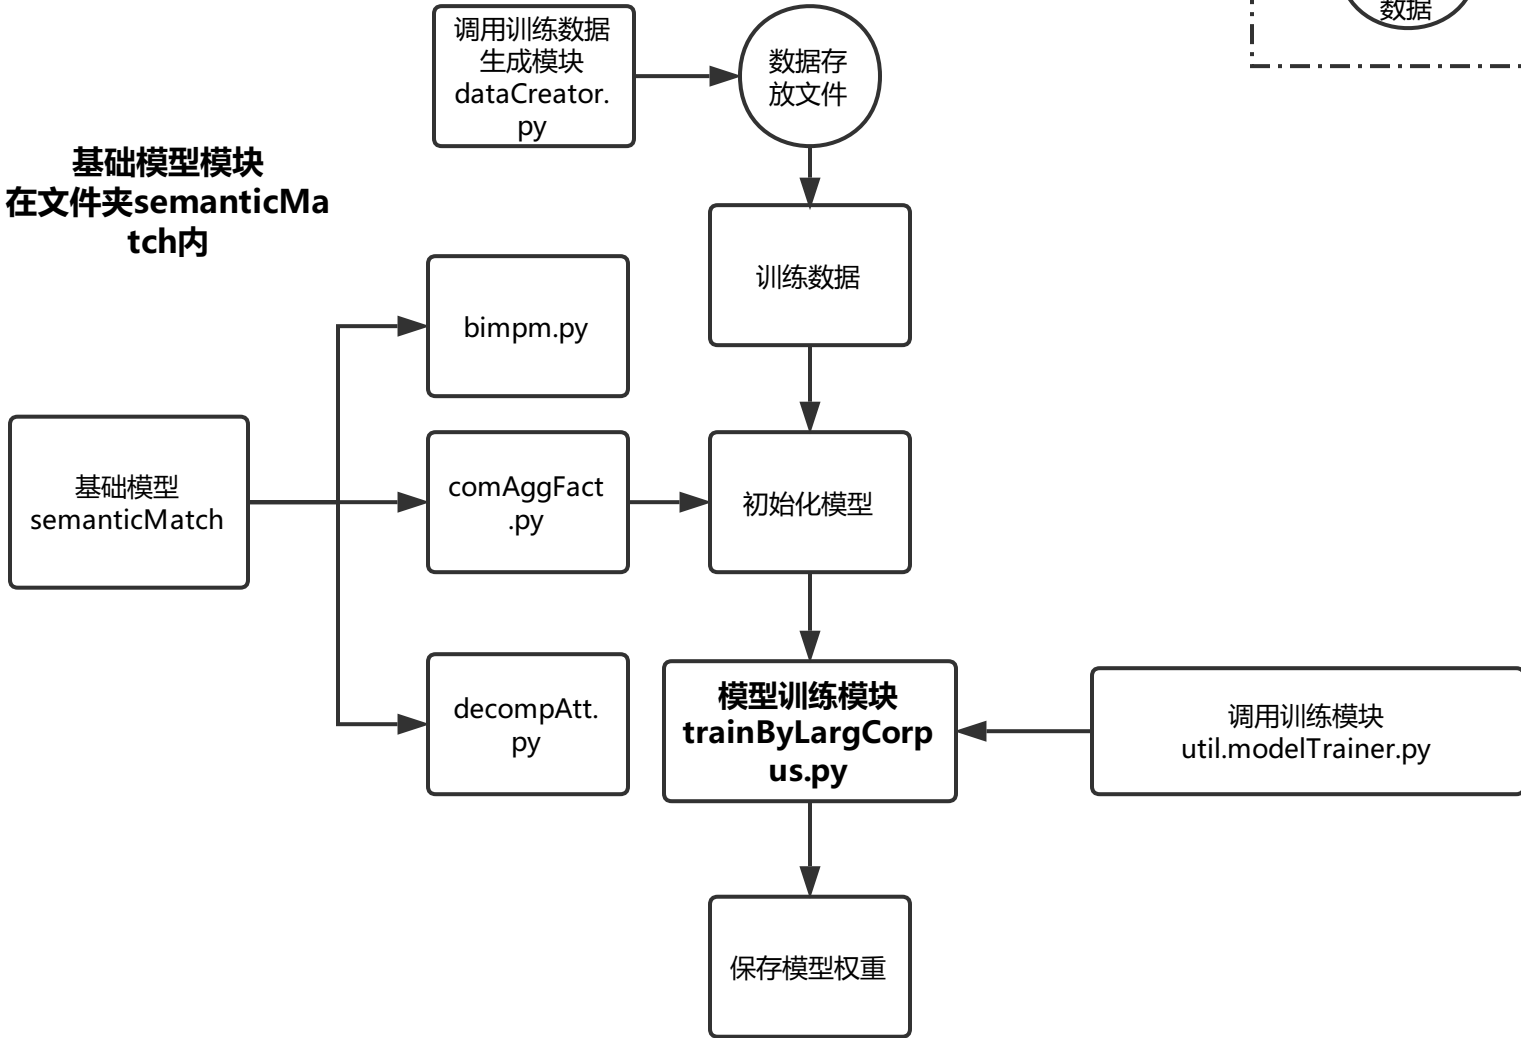 数据
调用训练数据
生成模块
dataCreator.
py
数据存
放文件
基础模型模块
在文件夹semanticMa
tch内
训练数据
bimpm.py
基础模型
semanticMatch
comAggFact
.py
初始化模型
decompAtt.
py
模型训练模块
trainByLargCorp
us.py
调用训练模块
util.modelTrainer.py
保存模型权重